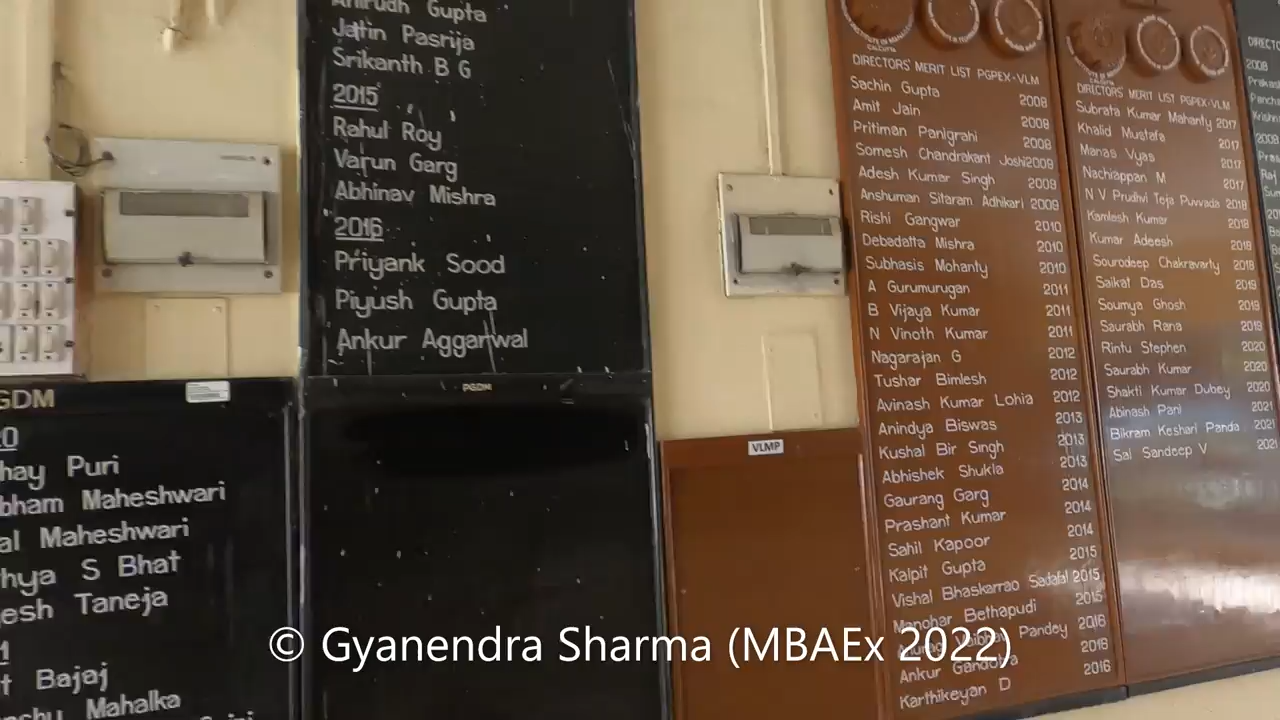 Anirudh Gupta
Jatin Pasrija
Srikanth B G
2015
Rahul Roy
Varun Garg
Abhinav Mishra
2016
Priyank Sood
Piyush Gupta
Ankur Aggarwal
PGDM
GDM
hay Puri
bham Maheshwari
al Maheshwari
hya S Bhat
esh Taneja
t Bajaj
nshu Mahalka
VLMP
CALCUTTA
DIRECTORS' MERIT LIST PGPEX-VLM
Sachin Gupta 2008
Amit Jain 2008
Pritiman Panigrahi 2008
Somesh Chandrakant Joshi 2009
Adesh Kumar Singh 2009
Anshuman Sitaram Adhikari 2009
Rishi Gangwar 2010
Debadatta Mishra 2010
Subhasis Mohanty 2010
A Gurumurugan 2011
B Vijaya Kumar 2011
N Vinoth Kumar 2011
Nagarajan G 2012
Tushar Bimlesh 2012
Avinash Kumar Lohia 2012
Anindya Biswas 2013
Kushal Bir Singh 2013
Abhishek Shukla 2013
Gaurang Garg 2014
Prashant Kumar 2014
Sahil Kapoor 2014
Kalpit Gupta 2015
Vishal Bhaskarrao Sadafal 2015
Manohar Bethapudi 2015
Pandey 2016
Ankur Gandotra 2016
Karthikeyan D 2016
DIRECTORS' MERIT LIST PGPEX-VLM
Subrata Kumar Mahanty 2017
Khalid Mustafa 2017
Manas Vyas 2017
Nachiappan M 2017
N V Prudhvi Teja Puvvada 2018
Kamlesh Kumar 2018
Kumar Adeesh 2018
Sourodeep Chakravarty 2018
Saikat Das 2019
Soumya Ghosh 2019
Saurabh Rana 2019
Rintu Stephen 2020
Saurabh Kumar 2020
Shakti Kumar Dubey 2020
Abinash Pani 2021
Bikram Keshari Panda 2021
Sai Sandeep V 2021
2008
© Gyanendra Sharma (MBAEx 2022)